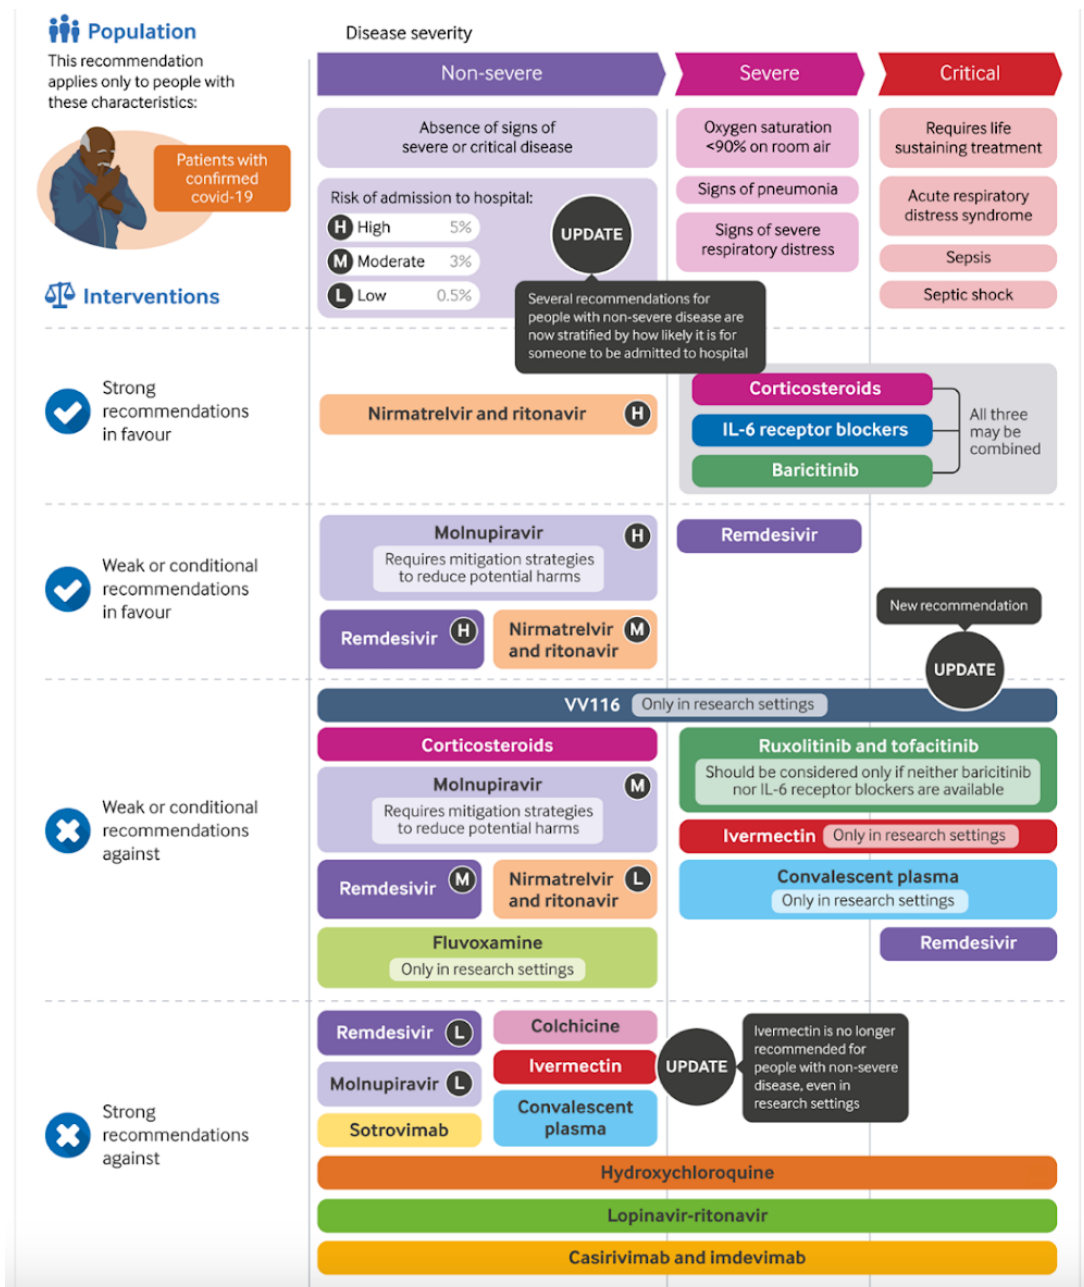 Population
This recommendation
applies only to people with
these characteristics:
Patients with
confirmed
covid-19
Disease severity
Non-severe
Severe
Critical
Absence of signs of
severe or critical disease
Risk of admission to hospital:
H High 5%
M Moderate 3%
L Low 0.5%
UPDATE
Several recommendations for
people with non-severe disease are
now stratified by how likely it is for
someone to be admitted to hospital
Oxygen saturation
<90% on room air
Signs of pneumonia
Signs of severe
respiratory distress
Requires life
sustaining treatment
Acute respiratory
distress syndrome
Sepsis
Septic shock
Interventions
Strong
recommendations
in favour
Nirmatrelvir and ritonavir H
Corticosteroids
IL-6 receptor blockers
Baricitinib
All three
may be
combined
Weak or conditional
recommendations
in favour
Molnupiravir H
Requires mitigation strategies
to reduce potential harms
Remdesivir H
Nirmatrelvir M
and ritonavir
Remdesivir
New recommendation
UPDATE
Weak or conditional
recommendations
against
VV116 Only in research settings
Corticosteroids
Molnupiravir M
Requires mitigation strategies
to reduce potential harms
Remdesivir M
Nirmatrelvir L
and ritonavir
Fluvoxamine
Only in research settings
Ruxolitinib and tofacitinib
Should be considered only if neither baricitinib
nor IL-6 receptor blockers are available
Ivermectin Only in research settings
Convalescent plasma
Only in research settings
Remdesivir
Strong
recommendations
against
Remdesivir L
Molnupiravir L
Sotrovimab
Colchicine
Ivermectin
Convalescent
plasma
UPDATE
Ivermectin is no longer
recommended for
people with non-severe
disease, even in
research settings
Hydroxychloroquine
Lopinavir-ritonavir
Casirivimab and imdevimab